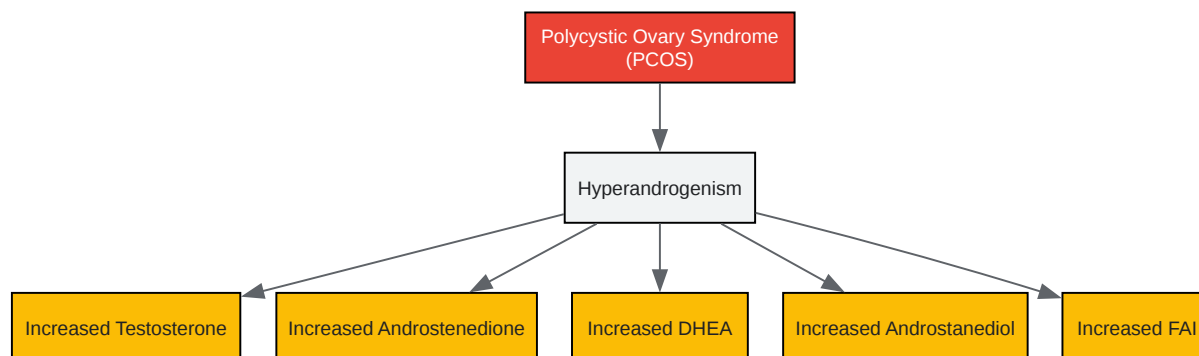 Polycystic Ovary Syndrome
(PCOS)
Hyperandrogenism
Increased Testosterone
Increased Androstenedione
Increased DHEA
Increased Androstanediol
Increased FAI